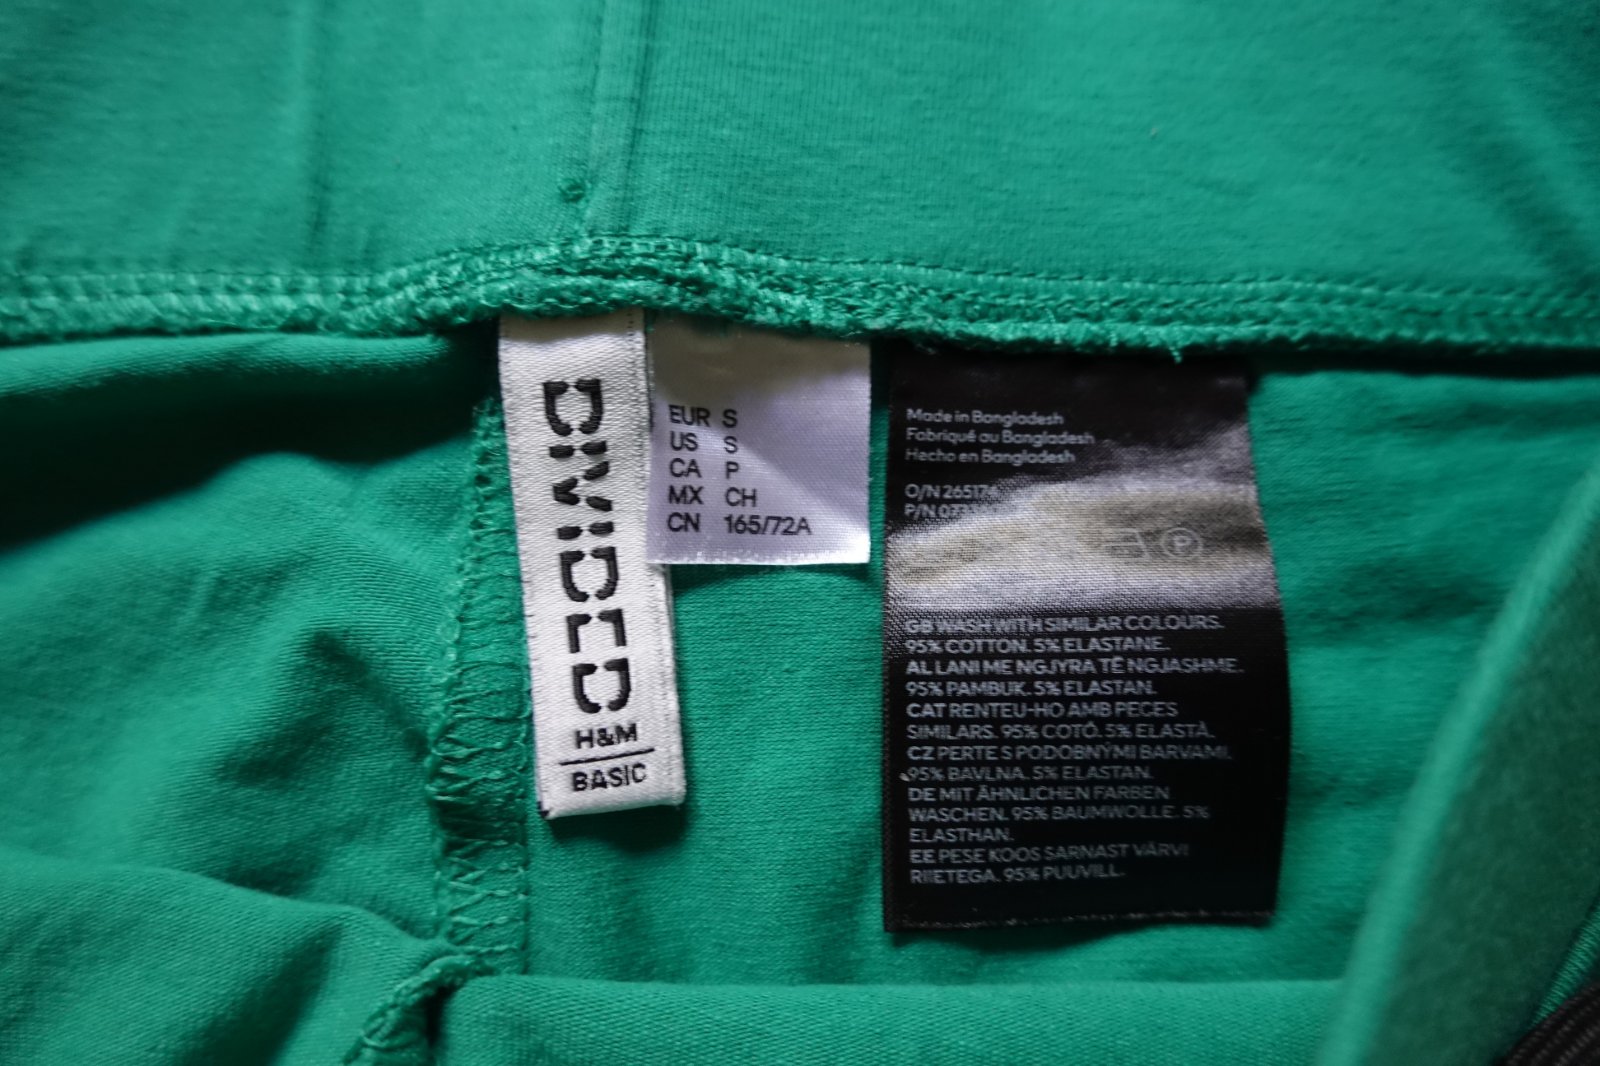 DIVIDED
H&M
BASIC
EUR S
US S
CA P
MX CH
CN 165/72A
Made in Bangladesh
Fabriqué au Bangladesh
Hecho en Bangladesh
O/N
P/N
P
GB WASH WITH SIMILAR COLOURS.
95% COTTON. 5% ELASTANE.
AL LANI ME NGJYRA TË NGJASHME.
95% PAMBUK. 5% ELASTAN.
CAT RENTEU-HO AMB PECES
SIMILARS. 95% COTÓ. 5% ELASTÀ.
CZ PERTE S PODOBNÝMI BARVAMI.
95% BAVLNA. 5% ELASTAN.
DE MIT ÄHNLICHEN FARBEN
WASCHEN. 95% BAUMWOLLE. 5%
ELASTHAN.
EE PESE KOOS SARNAST VÄRVI
RIIETEGA. 95% PUUVILL.